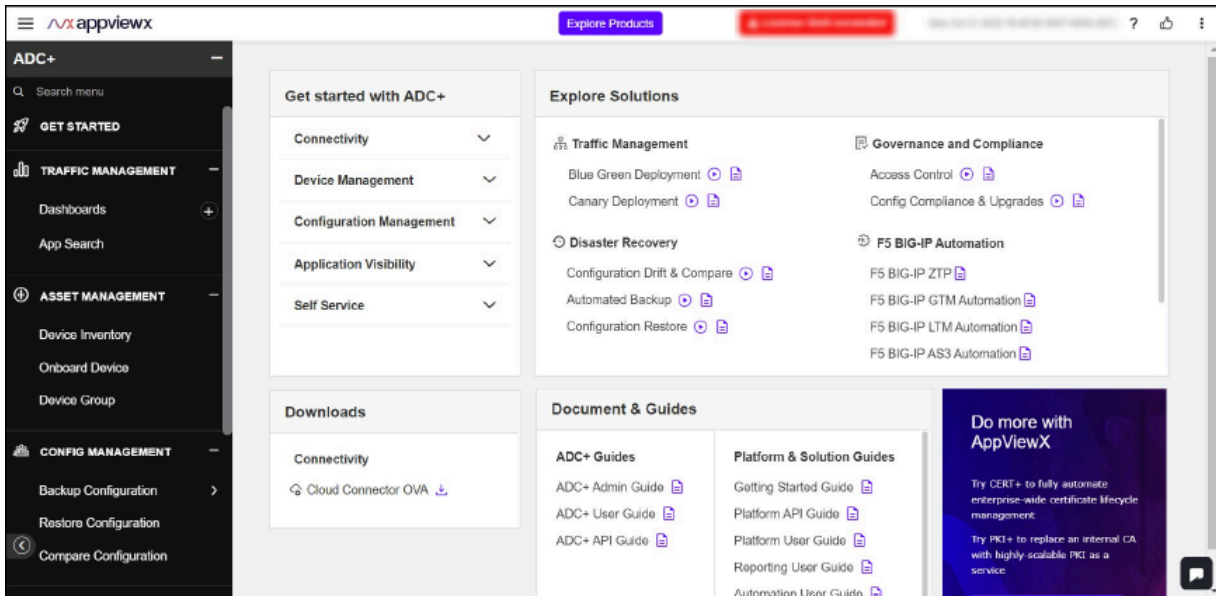 appviewx
Explore Products
?
ADC+
Search menu
GET STARTED
TRAFFIC MANAGEMENT
Dashboards
App Search
ASSET MANAGEMENT
Device Inventory
Onboard Device
Device Group
CONFIG MANAGEMENT
Backup Configuration
Restore Configuration
Compare Configuration
Get started with ADC+
Connectivity
Device Management
Configuration Management
Application Visibility
Self Service
Explore Solutions
Traffic Management
Blue Green Deployment
Canary Deployment
Disaster Recovery
Configuration Drift & Compare
Automated Backup
Configuration Restore
Governance and Compliance
Access Control
Config Compliance & Upgrades
F5 BIG-IP Automation
F5 BIG-IP ZTP
F5 BIG-IP GTM Automation
F5 BIG-IP LTM Automation
F5 BIG-IP AS3 Automation
Downloads
Connectivity
Cloud Connector OVA
Document & Guides
ADC+ Guides
ADC+ Admin Guide
ADC+ User Guide
ADC+ API Guide
Platform & Solution Guides
Getting Started Guide
Platform API Guide
Platform User Guide
Reporting User Guide
Automation User Guide
Do more with
AppViewX
Try CERT+ to fully automate
enterprise-wide certificate lifecycle
management
Try PKI+ to replace an internal CA
with highly-scalable PKI as a
service